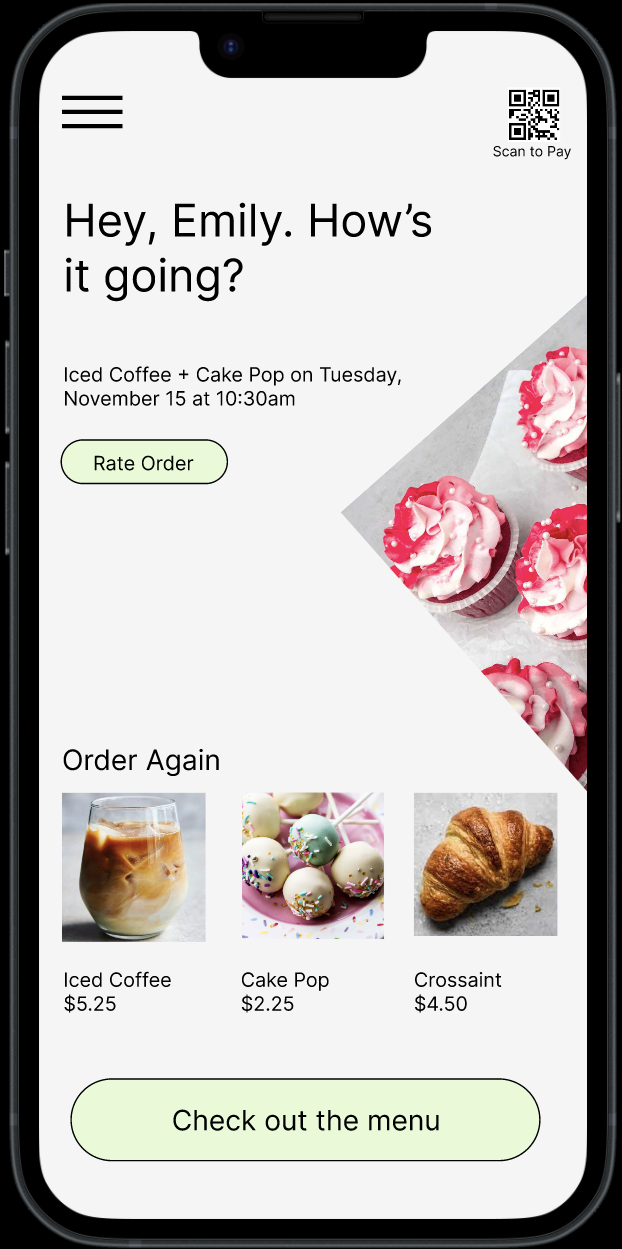 Scan to Pay
Hey, Emily. How’s
it going?
Iced Coffee + Cake Pop on Tuesday,
November 15 at 10:30am
Rate Order
Order Again
Iced Coffee
$5.25
Cake Pop
$2.25
Crossaint
$4.50
Check out the menu